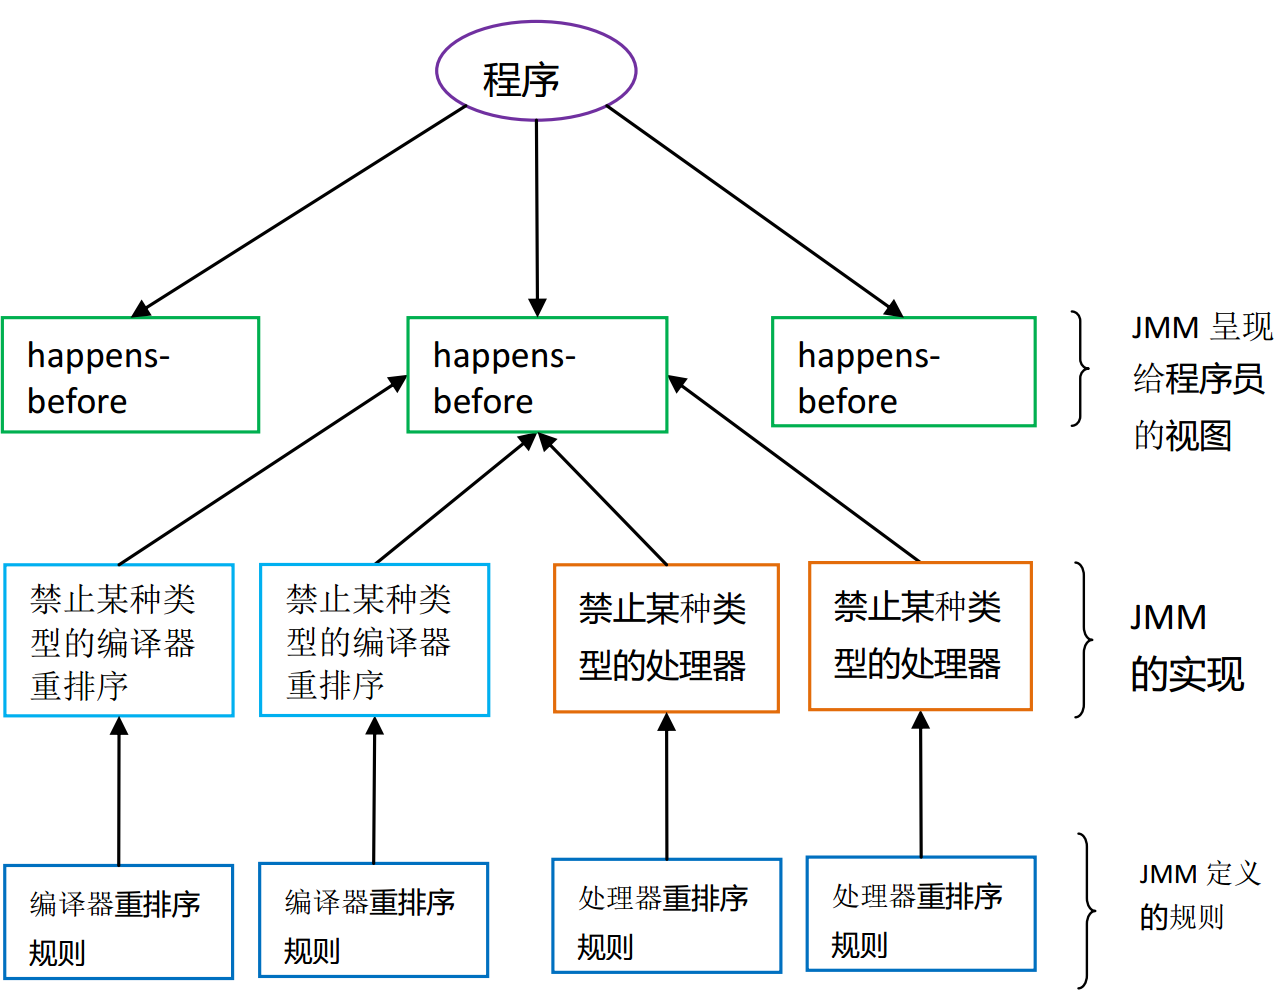 程序
happens-
before
happens-
before
happens-
before
JMM 呈现
给程序员
的视图
禁止某种类
型的编译器
重排序
禁止某种类
型的编译器
重排序
禁止某种类
型的处理器
禁止某种类
型的处理器
JMM
的实现
编译器重排序
规则
编译器重排序
规则
处理器重排序
规则
处理器重排序
规则
JMM 定义
的规则